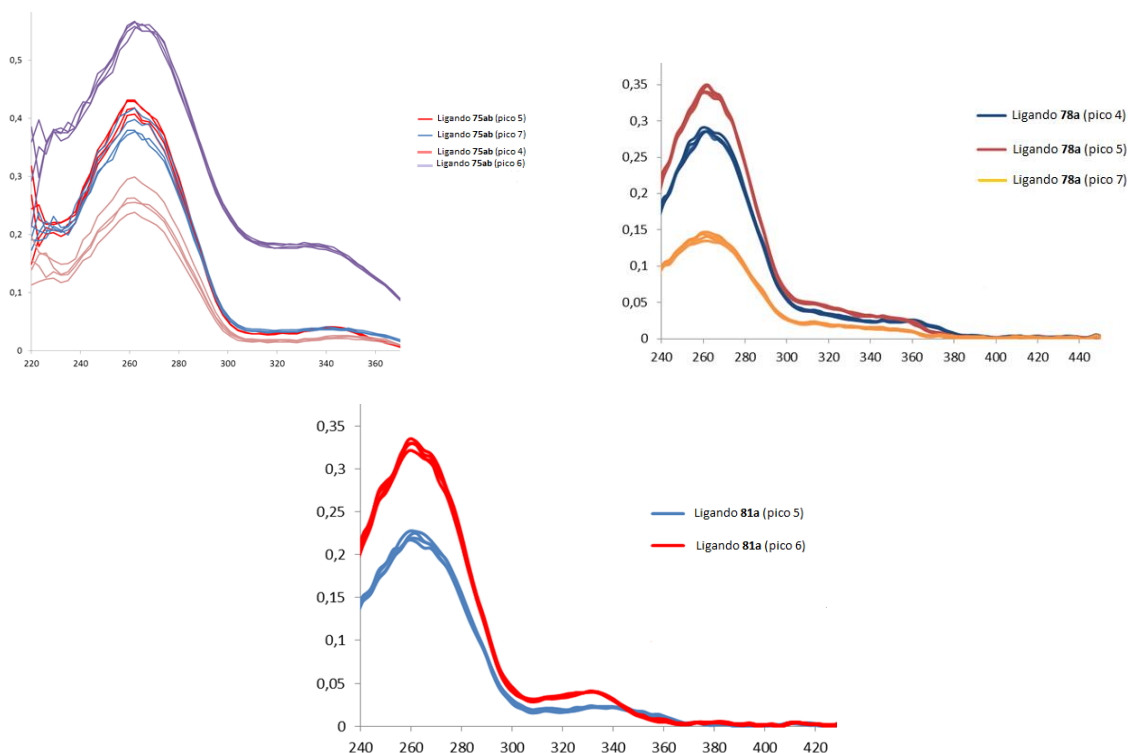 0,5
0,4
0,3
0,2
0,1
0
220 240 260 280 300 320 340 360
Ligando 75ab (pico 5)
Ligando 75ab (pico 7)
Ligando 75ab (pico 4)
Ligando 75ab (pico 6)
0,35
0,3
0,25
0,2
0,15
0,1
0,05
0
240 260 280 300 320 340 360 380 400 420 440
Ligando 78a (pico 4)
Ligando 78a (pico 5)
Ligando 78a (pico 7)
0,35
0,3
0,25
0,2
0,15
0,1
0,05
0
240 260 280 300 320 340 360 380 400 420
Ligando 81a (pico 5)
Ligando 81a (pico 6)